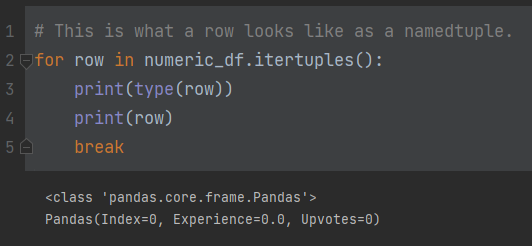 1 # This is what a row looks like as a namedtuple.
2 for row in numeric_df.itertuples():
3     print(type(row))
4     print(row)
5     break
<class 'pandas.core.frame.Pandas'>
Pandas(Index=0, Experience=0.0, Upvotes=0)